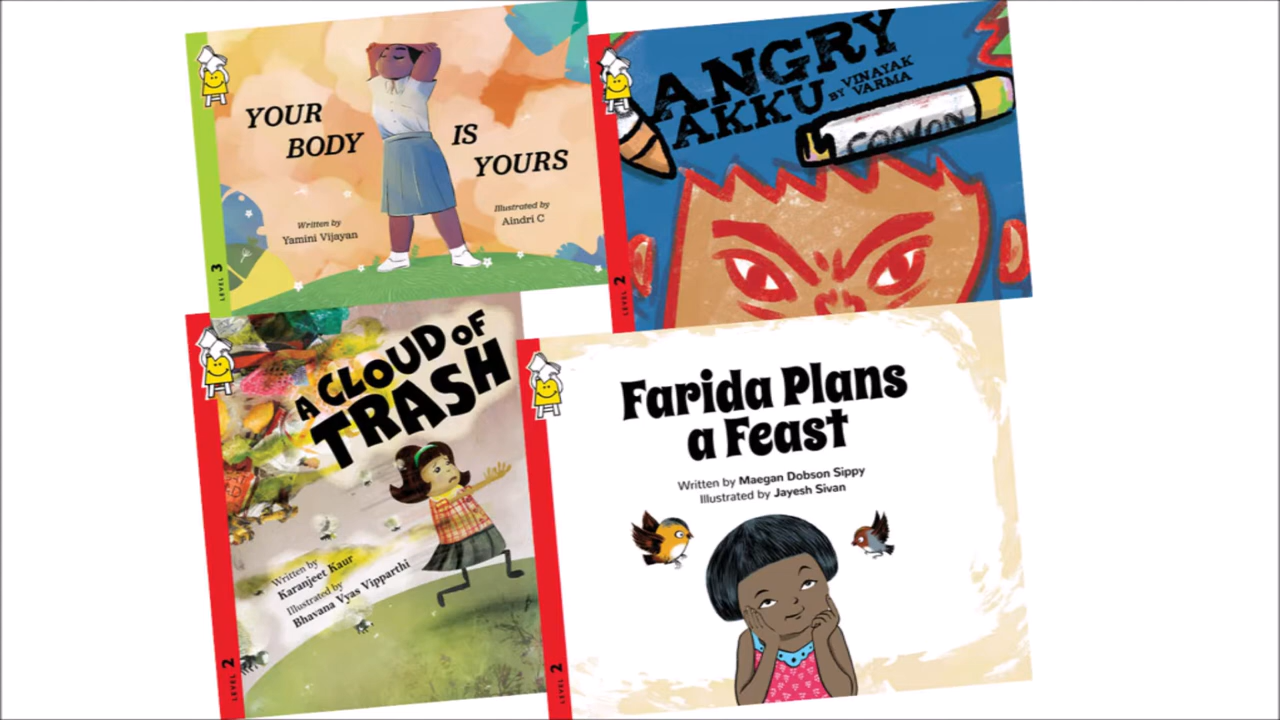 YOUR
BODY
IS
YOURS
Written by
Yamini Vijayan
Illustrated by
Aindri C
LEVEL 3
ANGRY
AKKU
BY VINAYAK
VARMA
LEVEL 2
A CLOUD OF
TRASH
Written by
Karanjeet Kaur
Illustrated by
Bhavana Vyas Vipparthi
LEVEL 2
Farida Plans
a Feast
Written by Maegan Dobson Sippy
Illustrated by Jayesh Sivan
LEVEL 2